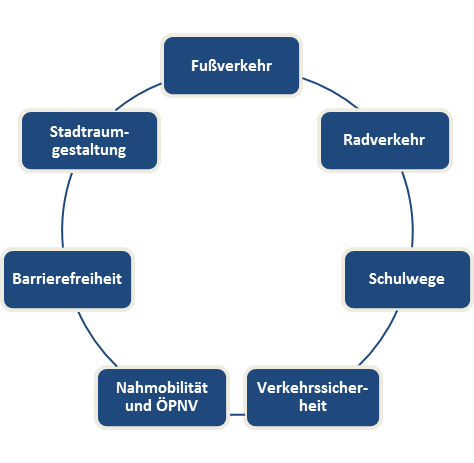 Fußverkehr
Radverkehr
Schulwege
Verkehrssicher-
heit
Nahmobilität
und ÖPNV
Barrierefreiheit
Stadtraum-
gestaltung